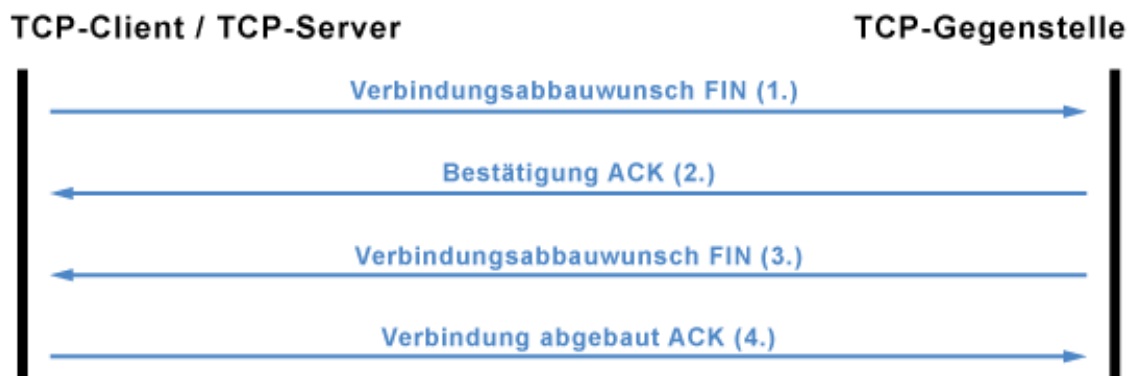 TCP-Client / TCP-Server
TCP-Gegenstelle
Verbindungsabbauwunsch FIN (1.)
Bestätigung ACK (2.)
Verbindungsabbauwunsch FIN (3.)
Verbindung abgebaut ACK (4.)